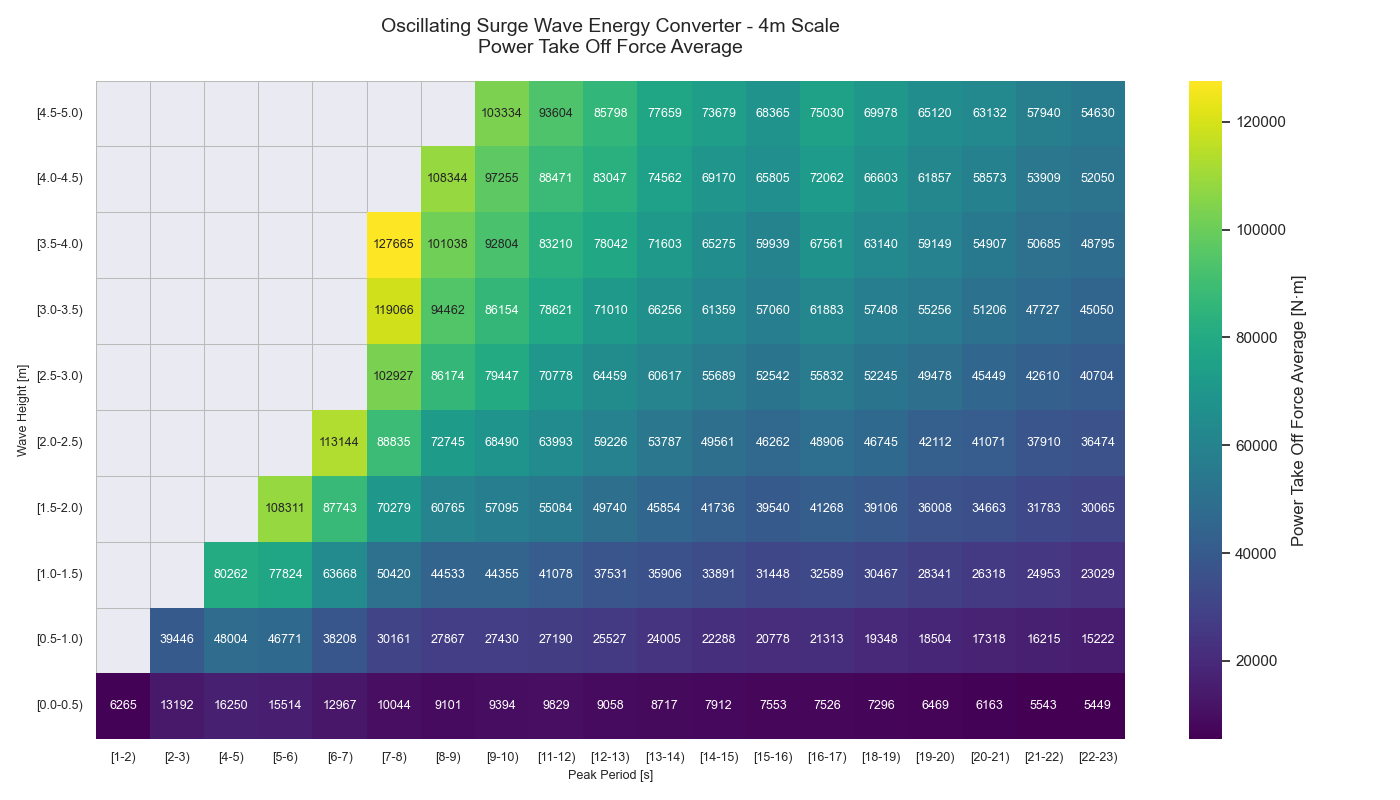 Oscillating Surge Wave Energy Converter - 4m Scale
Power Take Off Force Average
[4.5-5.0) 103334 93604 85798 77659 73679 68365 75030 69978 65120 63132 57940 54630
[4.0-4.5) 108344 97255 88471 83047 74562 69170 65805 72062 66603 61857 58573 53909 52050
[3.5-4.0) 127665 101038 92804 83210 78042 71603 65275 59939 67561 63140 59149 54907 50685 48795
[3.0-3.5) 119066 94462 86154 78621 71010 66256 61359 57060 61883 57408 55256 51206 47727 45050
[2.5-3.0) 102927 86174 79447 70778 64459 60617 55689 52542 55832 52245 49478 45449 42610 40704
[2.0-2.5) 113144 88835 72745 68490 63993 59226 53787 49561 46262 48906 46745 42112 41071 37910 36474
[1.5-2.0) 108311 87743 70279 60765 57095 55084 49740 45854 41736 39540 41268 39106 36008 34663 31783 30065
[1.0-1.5) 80262 77824 63668 50420 44533 44355 41078 37531 35906 33891 31448 32589 30467 28341 26318 24953 23029
[0.5-1.0) 39446 48004 46771 38208 30161 27867 27430 27190 25527 24005 22288 20778 21313 19348 18504 17318 16215 15222
[0.0-0.5) 6265 13192 16250 15514 12967 10044 9101 9394 9829 9058 8717 7912 7553 7526 7296 6469 6163 5543 5449
[1-2) [2-3) [4-5) [5-6) [6-7) [7-8) [8-9) [9-10) [11-12) [12-13) [13-14) [14-15) [15-16) [16-17) [18-19) [19-20) [20-21) [21-22) [22-23)
Peak Period [s]
Wave Height [m]
120000
100000
80000
60000
40000
20000
Power Take Off Force Average [N·m]